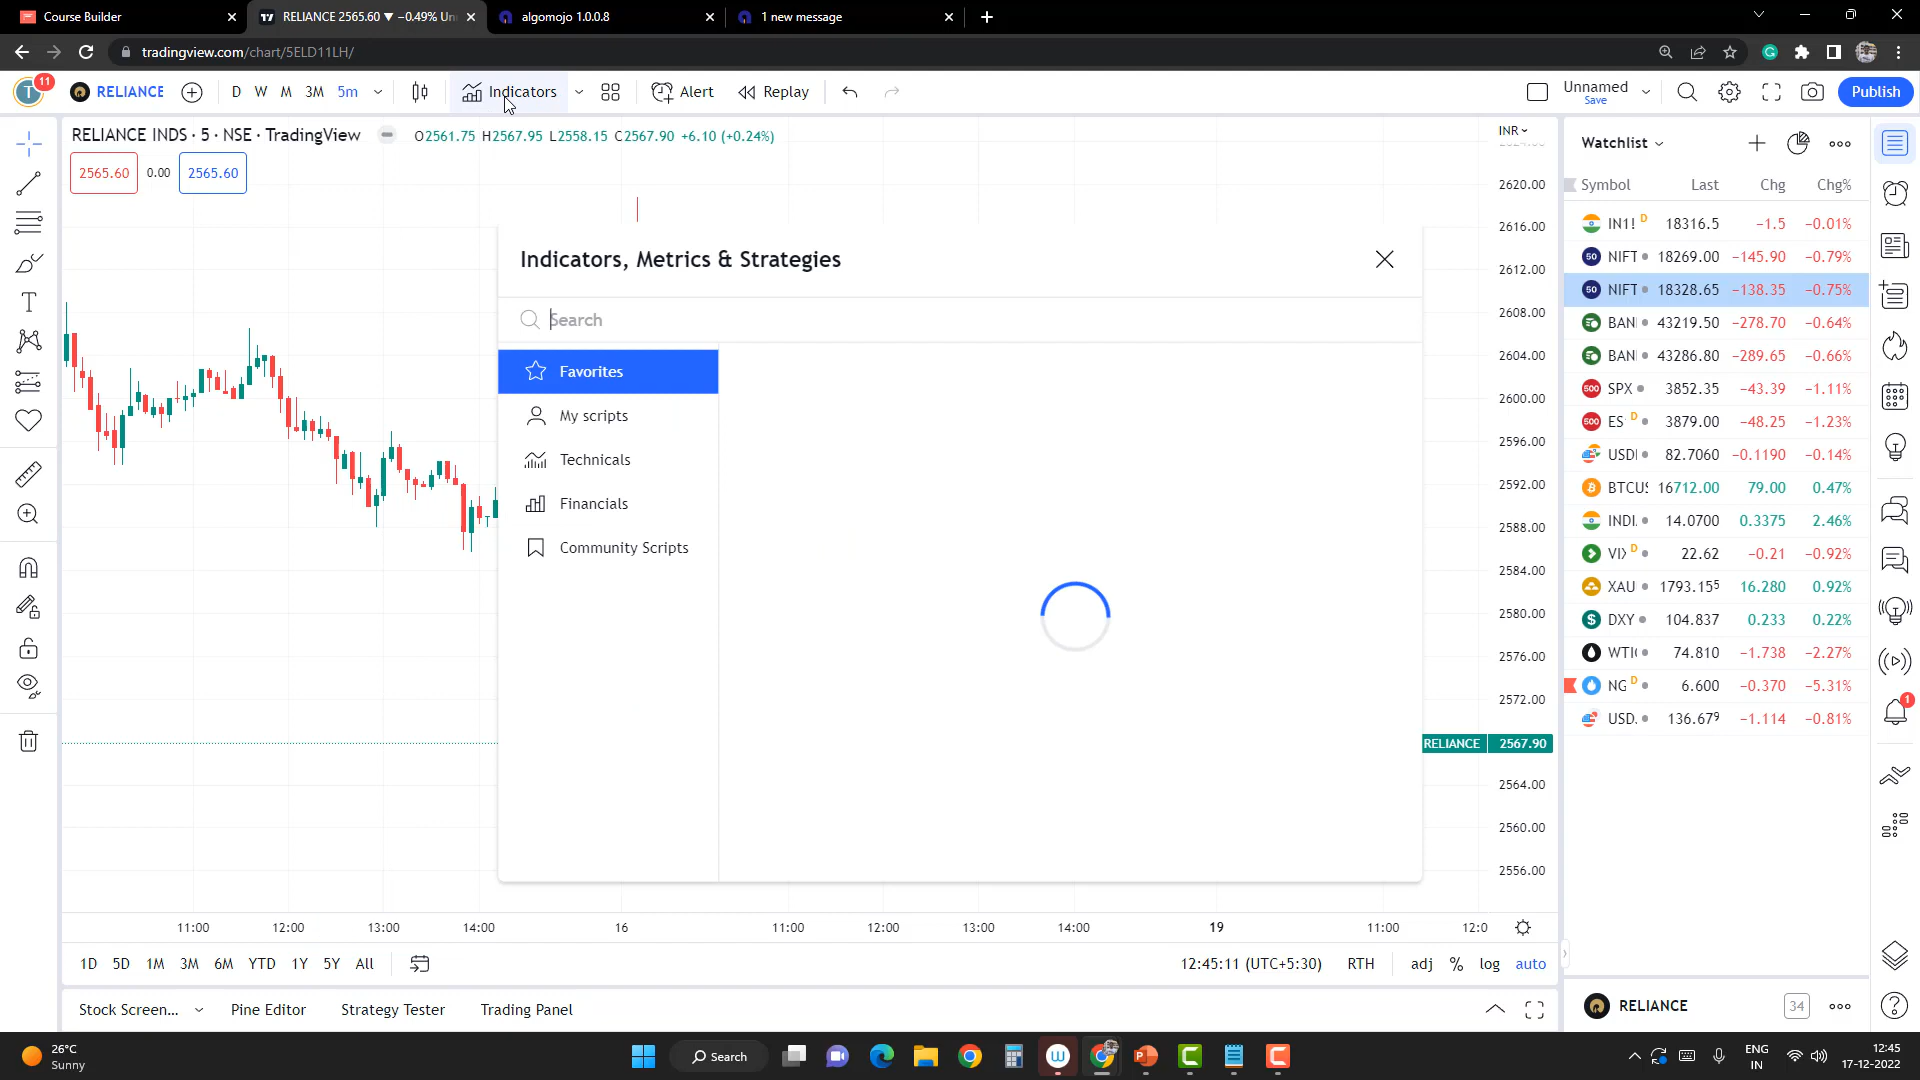 Course Builder
RELIANCE 2565.60 ▼ −0.49% Un
algomojo 1.0.0.8
1 new message
tradingview.com/chart/5ELD11LH/
T
11
RELIANCE
D W M 3M 5m
Indicators
Alert
Replay
Unnamed
Save
Publish
RELIANCE INDS · 5 · NSE · TradingView
O2561.75 H2567.95 L2558.15 C2567.90 +6.10 (+0.24%)
INR
2565.60 0.00 2565.60
2620.00
2616.00
2612.00
2608.00
2604.00
2600.00
2596.00
2592.00
2588.00
2584.00
2580.00
2576.00
2572.00
RELIANCE 2567.90
2564.00
2560.00
2556.00
Indicators, Metrics & Strategies
Search
Favorites
My scripts
Technicals
Financials
Community Scripts
11:00 12:00 13:00 14:00 16 11:00 12:00 13:00 14:00 19 11:00 12:0
1D 5D 1M 3M 6M YTD 1Y 5Y All
12:45:11 (UTC+5:30) RTH adj % log auto
Stock Screen... Pine Editor Strategy Tester Trading Panel
Watchlist
Symbol Last Chg Chg%
IN1! D 18316.5 −1.5 −0.01%
50 NIFT 18269.00 −145.90 −0.79%
50 NIFT 18328.65 −138.35 −0.75%
BANI 43219.50 −278.70 −0.64%
BANI 43286.80 −289.65 −0.66%
500 SPX 3852.35 −43.39 −1.11%
500 ES D 3879.00 −48.25 −1.23%
USDI 82.7060 −0.1190 −0.14%
BTCUS 16712.00 79.00 0.47%
INDI 14.0700 0.3375 2.46%
VIX D 22.62 −0.21 −0.92%
XAU 1793.155 16.280 0.92%
DXY 104.837 0.233 0.22%
WTI 74.810 −1.738 −2.27%
NG D 6.600 −0.370 −5.31%
USD. 136.679 −1.114 −0.81%
1
RELIANCE 34
26°C
Sunny
Search
ENG
IN
12:45
17-12-2022